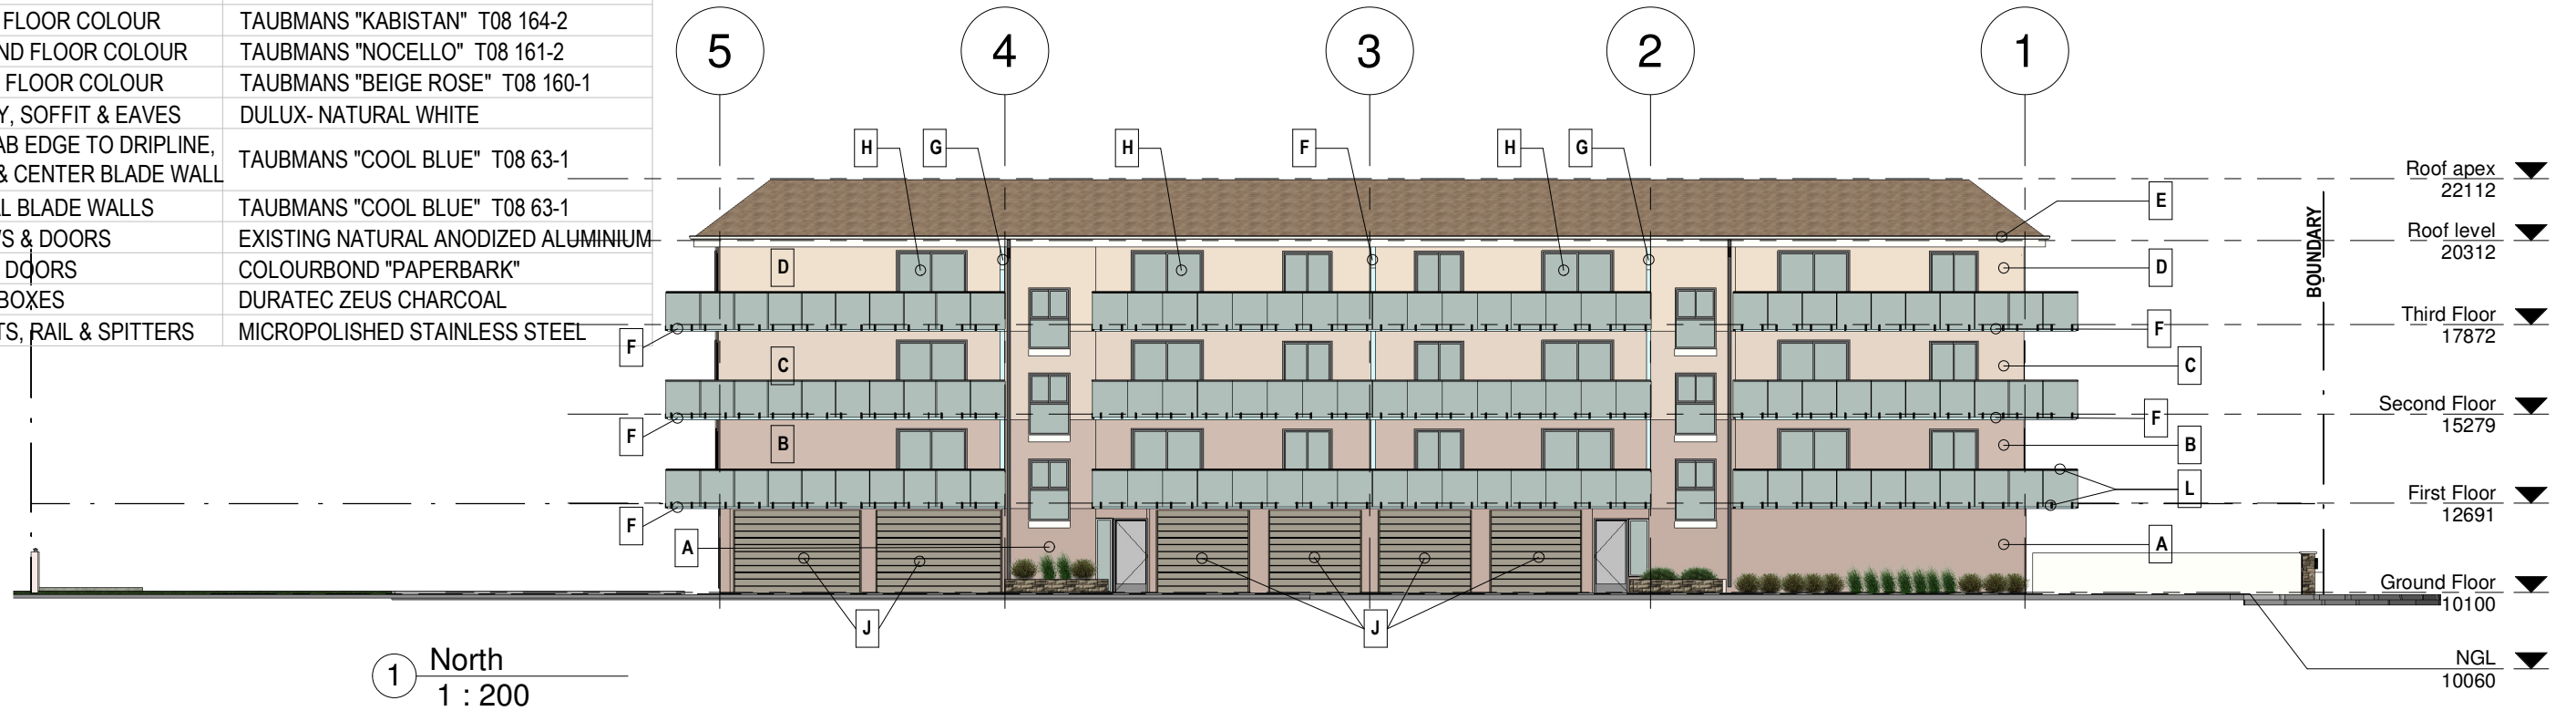 FLOOR COLOUR TAUBMANS "KABISTAN" T08 164-2
ND FLOOR COLOUR TAUBMANS "NOCELLO" T08 161-2
FLOOR COLOUR TAUBMANS "BEIGE ROSE" T08 160-1
Y, SOFFIT & EAVES DULUX- NATURAL WHITE
AB EDGE TO DRIPLINE,
& CENTER BLADE WALL TAUBMANS "COOL BLUE" T08 63-1
L BLADE WALLS TAUBMANS "COOL BLUE" T08 63-1
S & DOORS EXISTING NATURAL ANODIZED ALUMINIUM
DOORS COLOURBOND "PAPERBARK"
BOXES DURATEC ZEUS CHARCOAL
TS, RAIL & SPITTERS MICROPOLISHED STAINLESS STEEL
5 4 3 2 1
H G H F H G
E
D D
F F
C C
F F
B B
L
F
A A
J J
BOUNDARY
Roof apex
22112
Roof level
20312
Third Floor
17872
Second Floor
15279
First Floor
12691
Ground Floor
10100
NGL
10060
1 North
1 : 200